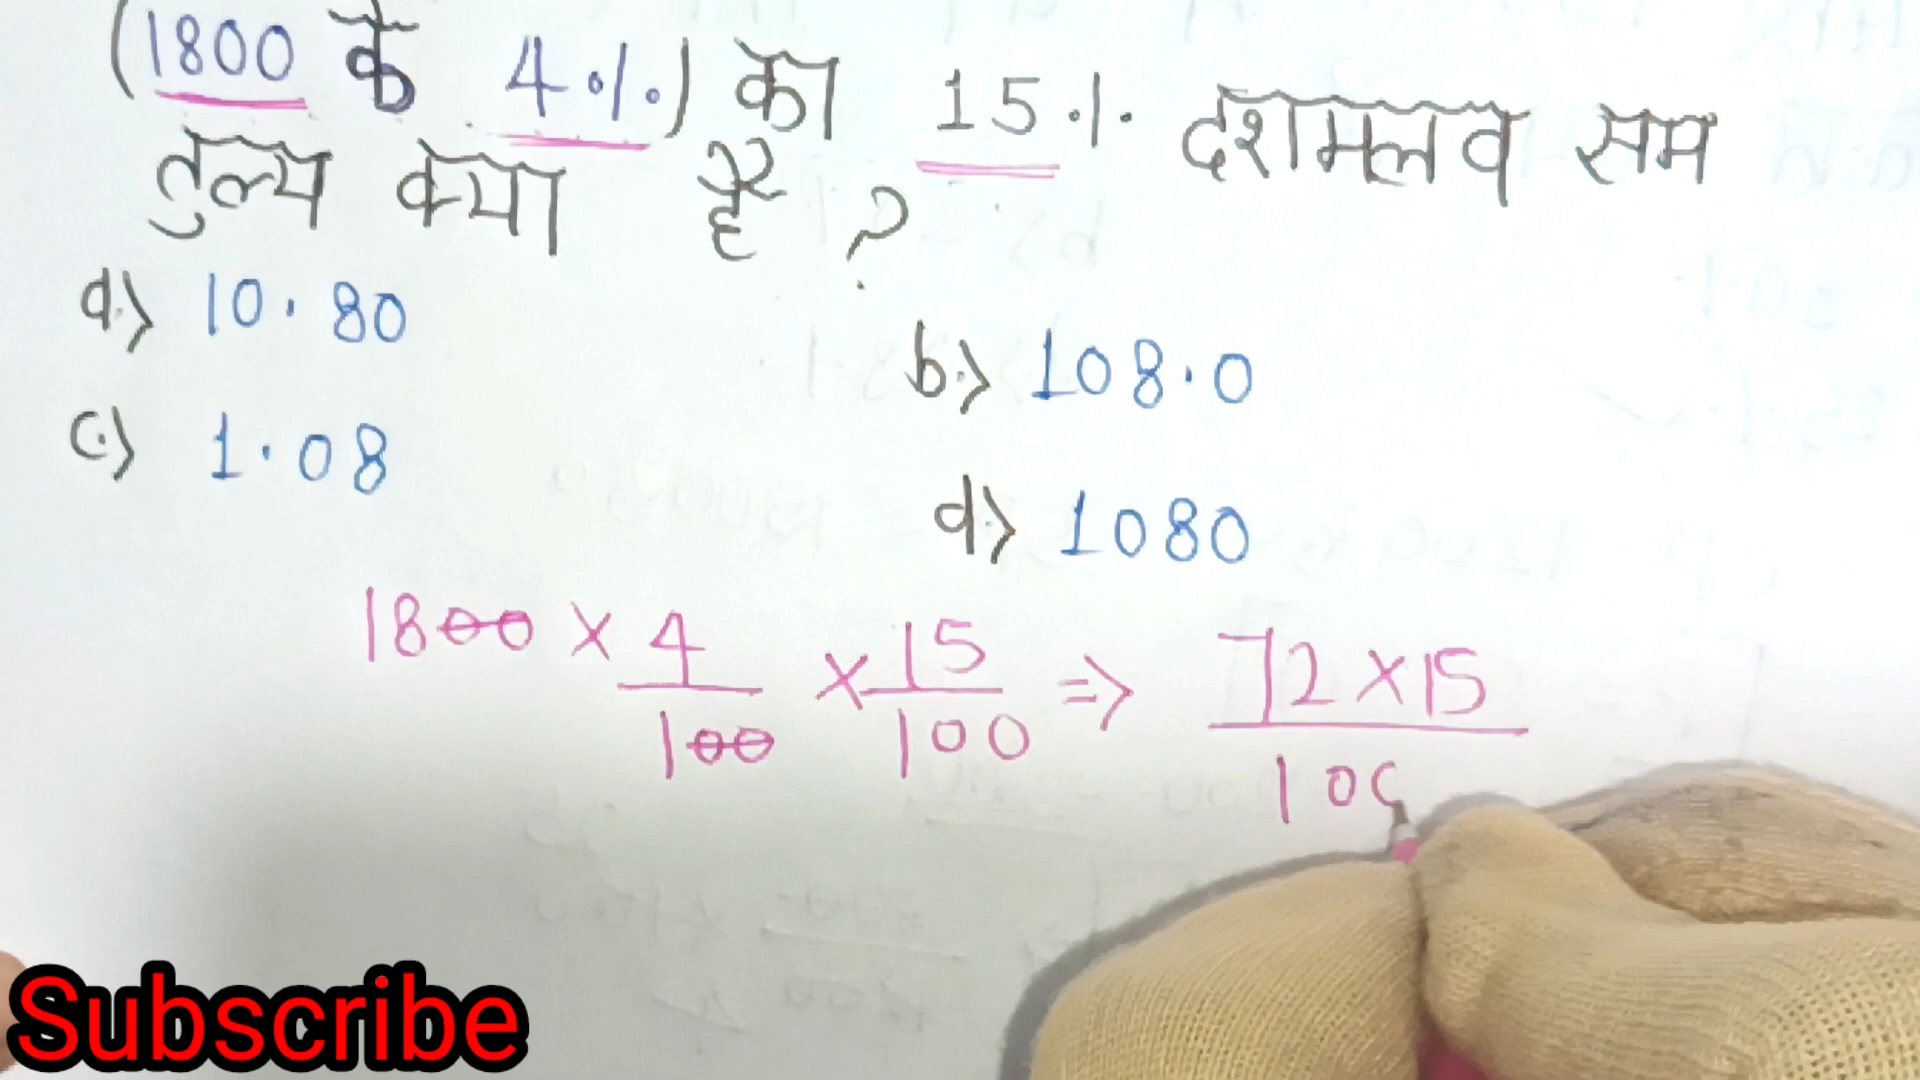 (1800 के 4%) का 15% दशमलव सम
तुल्य क्या है ?
a) 10.80
b) 108.0
c) 1.08
d) 1080
1800 × 4/100 × 15/100 ⇒ 72×15/100
Subscribe